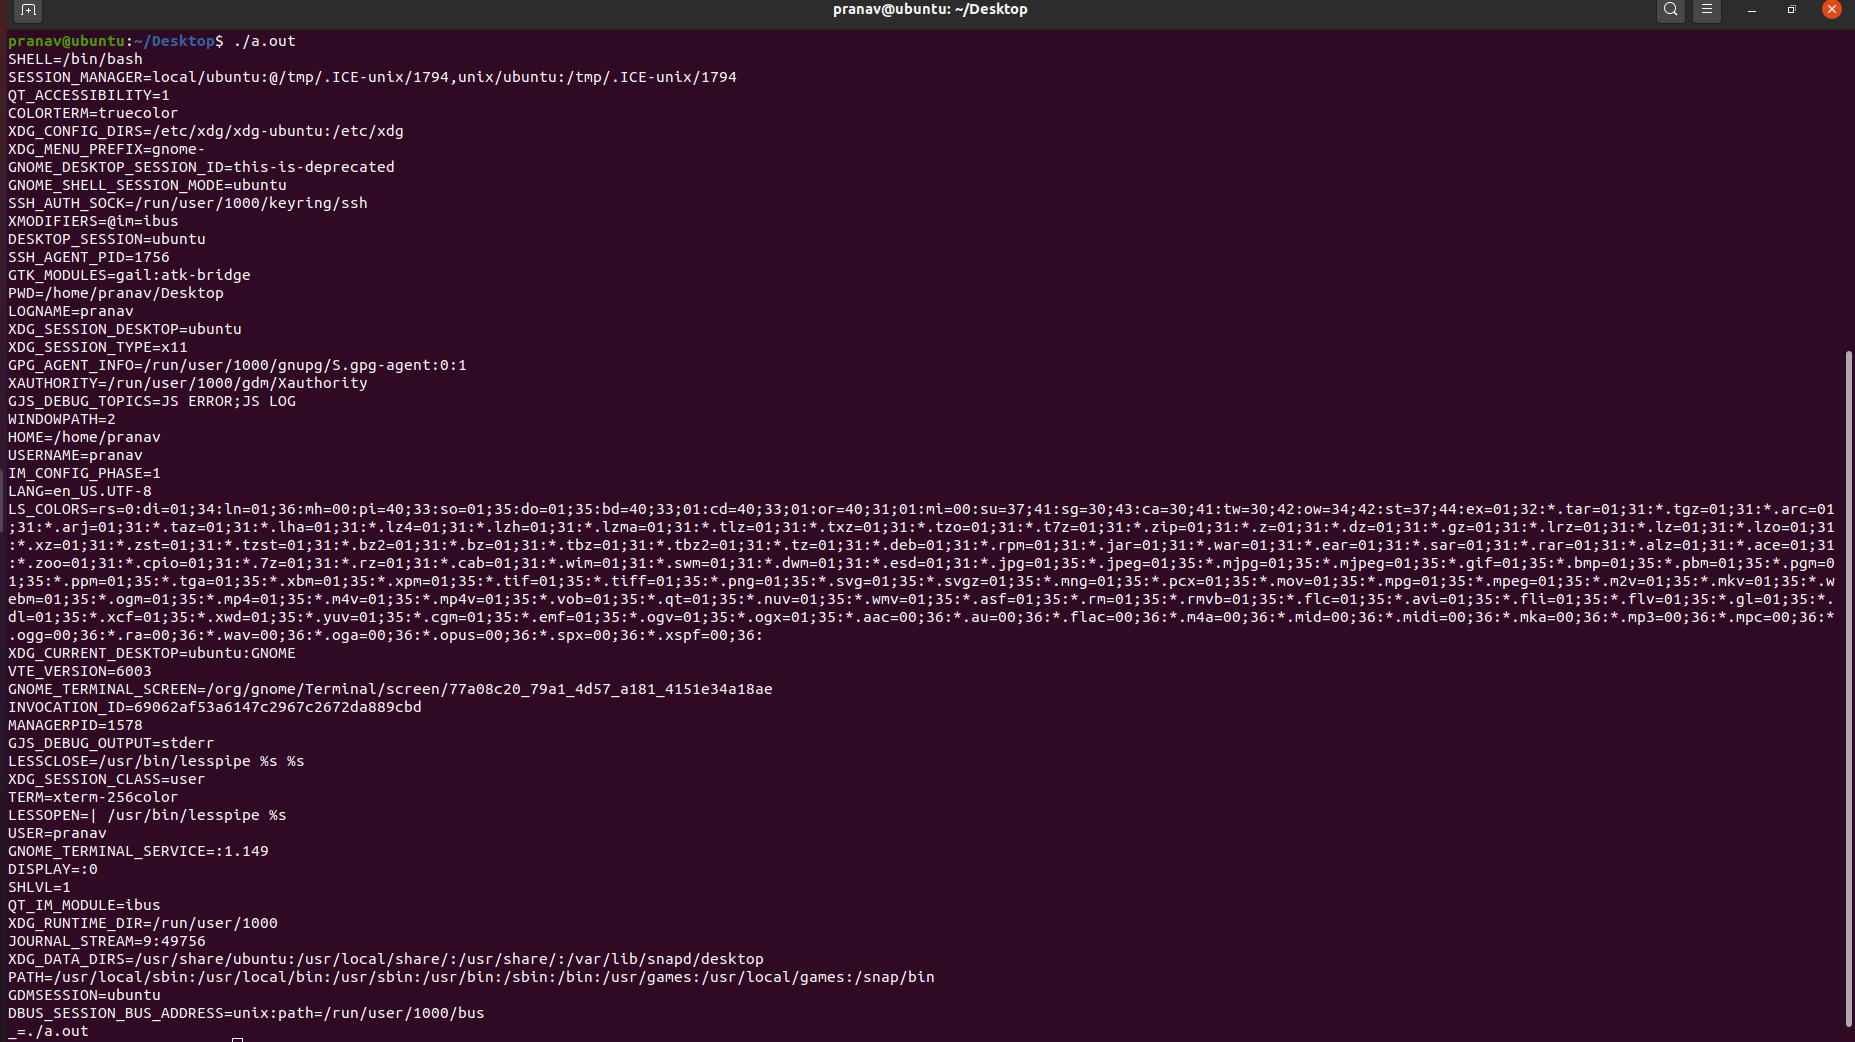 pranav@ubuntu: ~/Desktop
pranav@ubuntu:~/Desktop$ ./a.out
SHELL=/bin/bash
SESSION_MANAGER=local/ubuntu:@/tmp/.ICE-unix/1794,unix/ubuntu:/tmp/.ICE-unix/1794
QT_ACCESSIBILITY=1
COLORTERM=truecolor
XDG_CONFIG_DIRS=/etc/xdg/xdg-ubuntu:/etc/xdg
XDG_MENU_PREFIX=gnome-
GNOME_DESKTOP_SESSION_ID=this-is-deprecated
GNOME_SHELL_SESSION_MODE=ubuntu
SSH_AUTH_SOCK=/run/user/1000/keyring/ssh
XMODIFIERS=@im=ibus
DESKTOP_SESSION=ubuntu
SSH_AGENT_PID=1756
GTK_MODULES=gail:atk-bridge
PWD=/home/pranav/Desktop
LOGNAME=pranav
XDG_SESSION_DESKTOP=ubuntu
XDG_SESSION_TYPE=x11
GPG_AGENT_INFO=/run/user/1000/gnupg/S.gpg-agent:0:1
XAUTHORITY=/run/user/1000/gdm/Xauthority
GJS_DEBUG_TOPICS=JS ERROR;JS LOG
WINDOWPATH=2
HOME=/home/pranav
USERNAME=pranav
IM_CONFIG_PHASE=1
LANG=en_US.UTF-8
LS_COLORS=rs=0:di=01;34:ln=01;36:mh=00:pi=40;33:so=01;35:do=01;35:bd=40;33;01:cd=40;33;01:or=40;31;01:mi=00:su=37;41:sg=30;43:ca=30;41:tw=30;42:ow=34;42:st=37;44:ex=01;32:*.tar=01;31:*.tgz=01;31:*.arc=01
;31:*.arj=01;31:*.taz=01;31:*.lha=01;31:*.lz4=01;31:*.lzh=01;31:*.lzma=01;31:*.tlz=01;31:*.txz=01;31:*.tzo=01;31:*.t7z=01;31:*.zip=01;31:*.z=01;31:*.dz=01;31:*.gz=01;31:*.lrz=01;31:*.lz=01;31:*.lzo=01;31
:*.xz=01;31:*.zst=01;31:*.tzst=01;31:*.bz2=01;31:*.bz=01;31:*.tbz=01;31:*.tbz2=01;31:*.tz=01;31:*.deb=01;31:*.rpm=01;31:*.jar=01;31:*.war=01;31:*.ear=01;31:*.sar=01;31:*.rar=01;31:*.alz=01;31:*.ace=01;31
:*.zoo=01;31:*.cpio=01;31:*.7z=01;31:*.rz=01;31:*.cab=01;31:*.wim=01;31:*.swm=01;31:*.dwm=01;31:*.esd=01;31:*.jpg=01;35:*.jpeg=01;35:*.mjpg=01;35:*.mjpeg=01;35:*.gif=01;35:*.bmp=01;35:*.pbm=01;35:*.pgm=0
1;35:*.ppm=01;35:*.tga=01;35:*.xbm=01;35:*.xpm=01;35:*.tif=01;35:*.tiff=01;35:*.png=01;35:*.svg=01;35:*.svgz=01;35:*.mng=01;35:*.pcx=01;35:*.mov=01;35:*.mpg=01;35:*.mpeg=01;35:*.m2v=01;35:*.mkv=01;35:*.w
ebm=01;35:*.ogm=01;35:*.mp4=01;35:*.m4v=01;35:*.mp4v=01;35:*.vob=01;35:*.qt=01;35:*.nuv=01;35:*.wmv=01;35:*.asf=01;35:*.rm=01;35:*.rmvb=01;35:*.flc=01;35:*.avi=01;35:*.fli=01;35:*.flv=01;35:*.gl=01;35:*.
dl=01;35:*.xcf=01;35:*.xwd=01;35:*.yuv=01;35:*.cgm=01;35:*.emf=01;35:*.ogv=01;35:*.ogx=01;35:*.aac=00;36:*.au=00;36:*.flac=00;36:*.m4a=00;36:*.mid=00;36:*.midi=00;36:*.mka=00;36:*.mp3=00;36:*.mpc=00;36:*
.ogg=00;36:*.ra=00;36:*.wav=00;36:*.oga=00;36:*.opus=00;36:*.spx=00;36:*.xspf=00;36:
XDG_CURRENT_DESKTOP=ubuntu:GNOME
VTE_VERSION=6003
GNOME_TERMINAL_SCREEN=/org/gnome/Terminal/screen/77a08c20_79a1_4d57_a181_4151e34a18ae
INVOCATION_ID=69062af53a6147c2967c2672da889cbd
MANAGERPID=1578
GJS_DEBUG_OUTPUT=stderr
LESSCLOSE=/usr/bin/lesspipe %s %s
XDG_SESSION_CLASS=user
TERM=xterm-256color
LESSOPEN=| /usr/bin/lesspipe %s
USER=pranav
GNOME_TERMINAL_SERVICE=:1.149
DISPLAY=:0
SHLVL=1
QT_IM_MODULE=ibus
XDG_RUNTIME_DIR=/run/user/1000
JOURNAL_STREAM=9:49756
XDG_DATA_DIRS=/usr/share/ubuntu:/usr/local/share/:/usr/share/:/var/lib/snapd/desktop
PATH=/usr/local/sbin:/usr/local/bin:/usr/sbin:/usr/bin:/sbin:/bin:/usr/games:/usr/local/games:/snap/bin
GDMSESSION=ubuntu
DBUS_SESSION_BUS_ADDRESS=unix:path=/run/user/1000/bus
_=./a.out